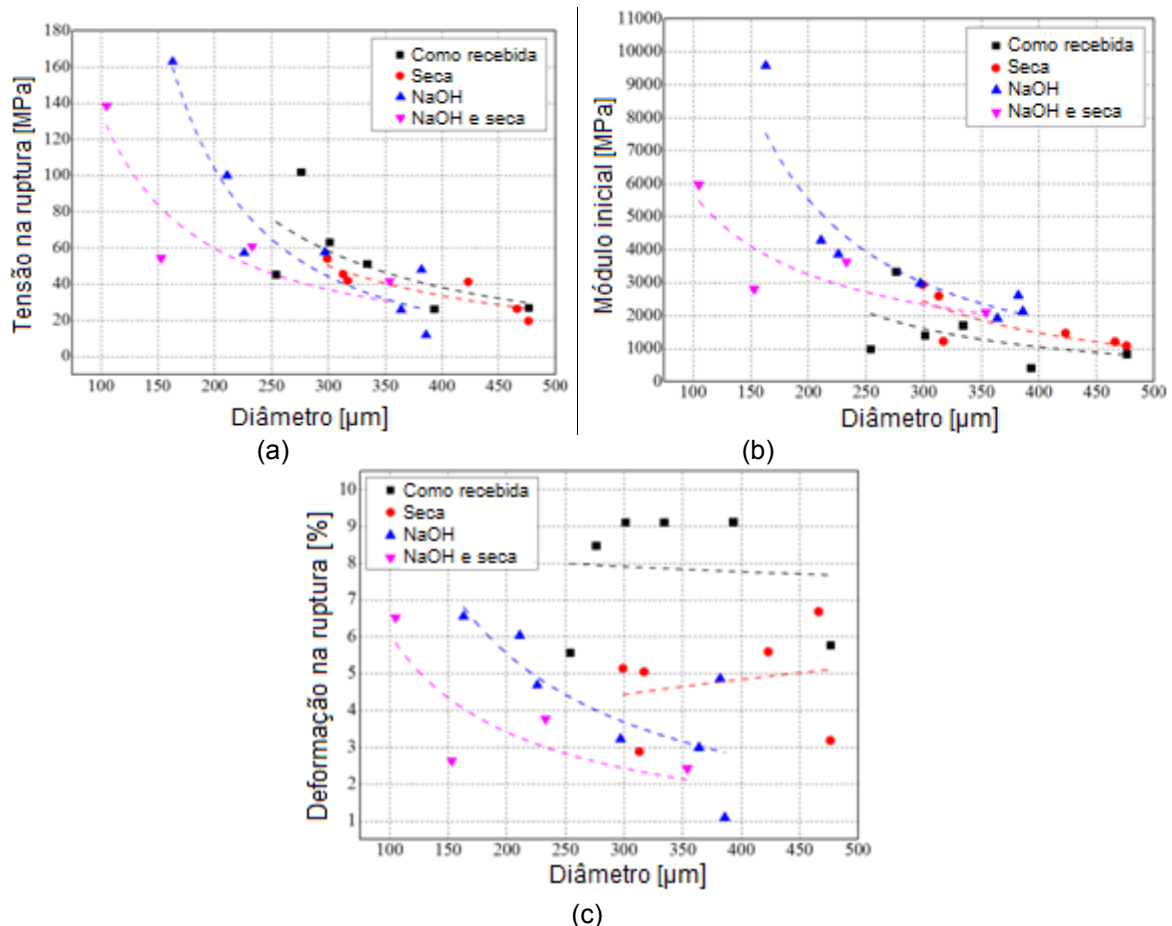 Tensão na ruptura [MPa]
180
160
140
120
100
80
60
40
20
0
Como recebida
Seca
NaOH
NaOH e seca
100 150 200 250 300 350 400 450 500
Diâmetro [µm]
(a)
Módulo inicial [MPa]
11000
10000
9000
8000
7000
6000
5000
4000
3000
2000
1000
0
Como recebida
Seca
NaOH
NaOH e seca
100 150 200 250 300 350 400 450 500
Diâmetro [µm]
(b)
Deformação na ruptura [%]
10
9
8
7
6
5
4
3
2
1
Como recebida
Seca
NaOH
NaOH e seca
100 150 200 250 300 350 400 450 500
Diâmetro [µm]
(c)